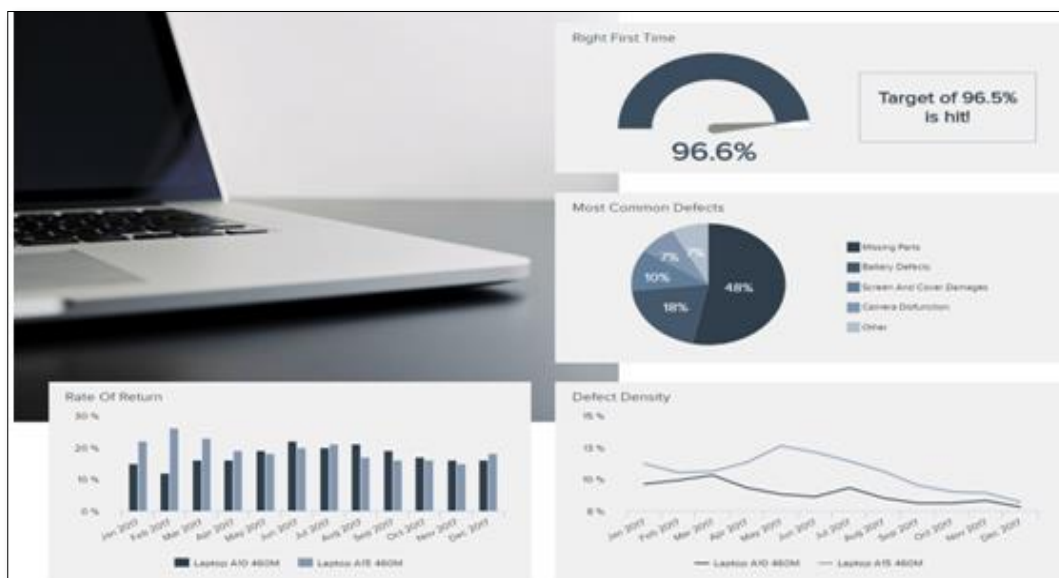 Right First Time
96.6%
Target of 96.5%
is hit!
Most Common Defects
48%
18%
10%
7%
7%
Missing Parts
Battery Defects
Screen And Cover Damages
Camera Disfunction
Other
Rate Of Return
30 %
20 %
10 %
0 %
Jan 2017
Feb 2017
Mar 2017
Apr 2017
May 2017
Jun 2017
Jul 2017
Aug 2017
Sep 2017
Oct 2017
Nov 2017
Dec 2017
Laptop A10 460M
Laptop A15 460M
Defect Density
15 %
13 %
10 %
8 %
Jan 2017
Feb 2017
Mar 2017
Apr 2017
May 2017
Jun 2017
Jul 2017
Aug 2017
Sep 2017
Oct 2017
Nov 2017
Dec 2017
Laptop A10 460M
Laptop A15 460M